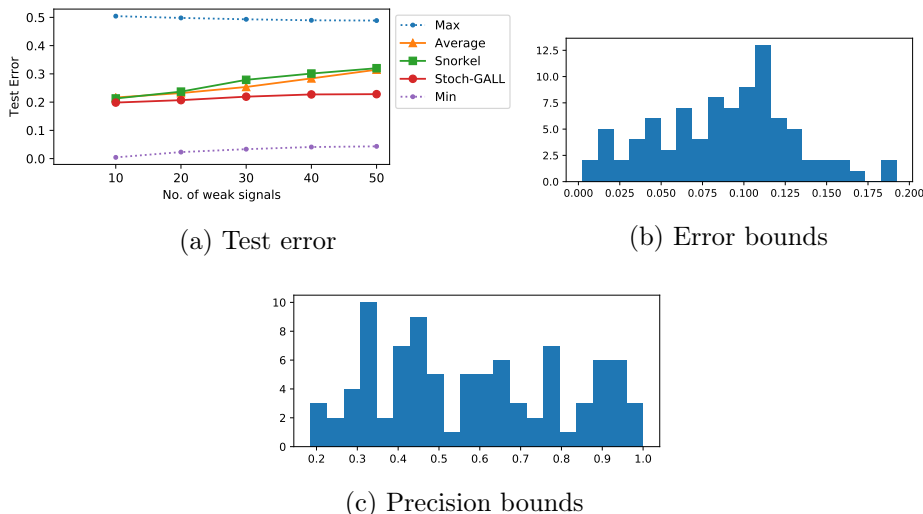 0.5
0.4
0.3
0.2
0.1
0.0
Test Error
10 20 30 40 50
No. of weak signals
Max
Average
Snorkel
Stoch-GALL
Min
(a) Test error
12.5
10.0
7.5
5.0
2.5
0.0
0.000 0.025 0.050 0.075 0.100 0.125 0.150 0.175 0.200
(b) Error bounds
10
8
6
4
2
0
0.2 0.3 0.4 0.5 0.6 0.7 0.8 0.9 1.0
(c) Precision bounds